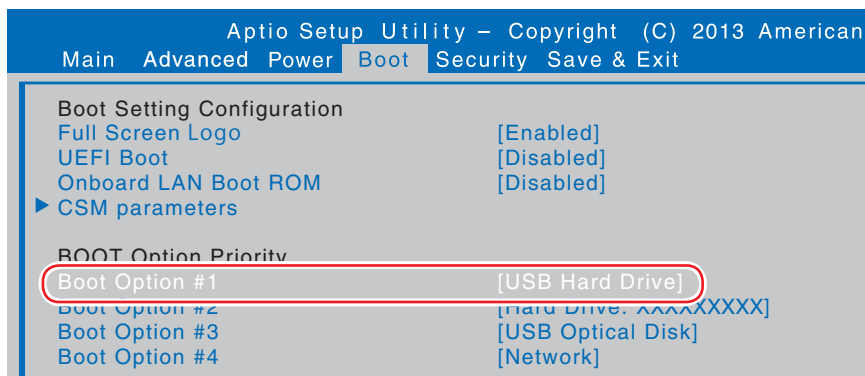 Aptio Setup Utility – Copyright (C) 2013 American
Main Advanced Power Boot Security Save & Exit
Boot Setting Configuration
Full Screen Logo [Enabled]
UEFI Boot [Disabled]
Onboard LAN Boot ROM [Disabled]
CSM parameters
BOOT Option Priority
Boot Option #1 [USB Hard Drive]
Boot Option #2 [Hard Drive: XXXXXXXXX]
Boot Option #3 [USB Optical Disk]
Boot Option #4 [Network]